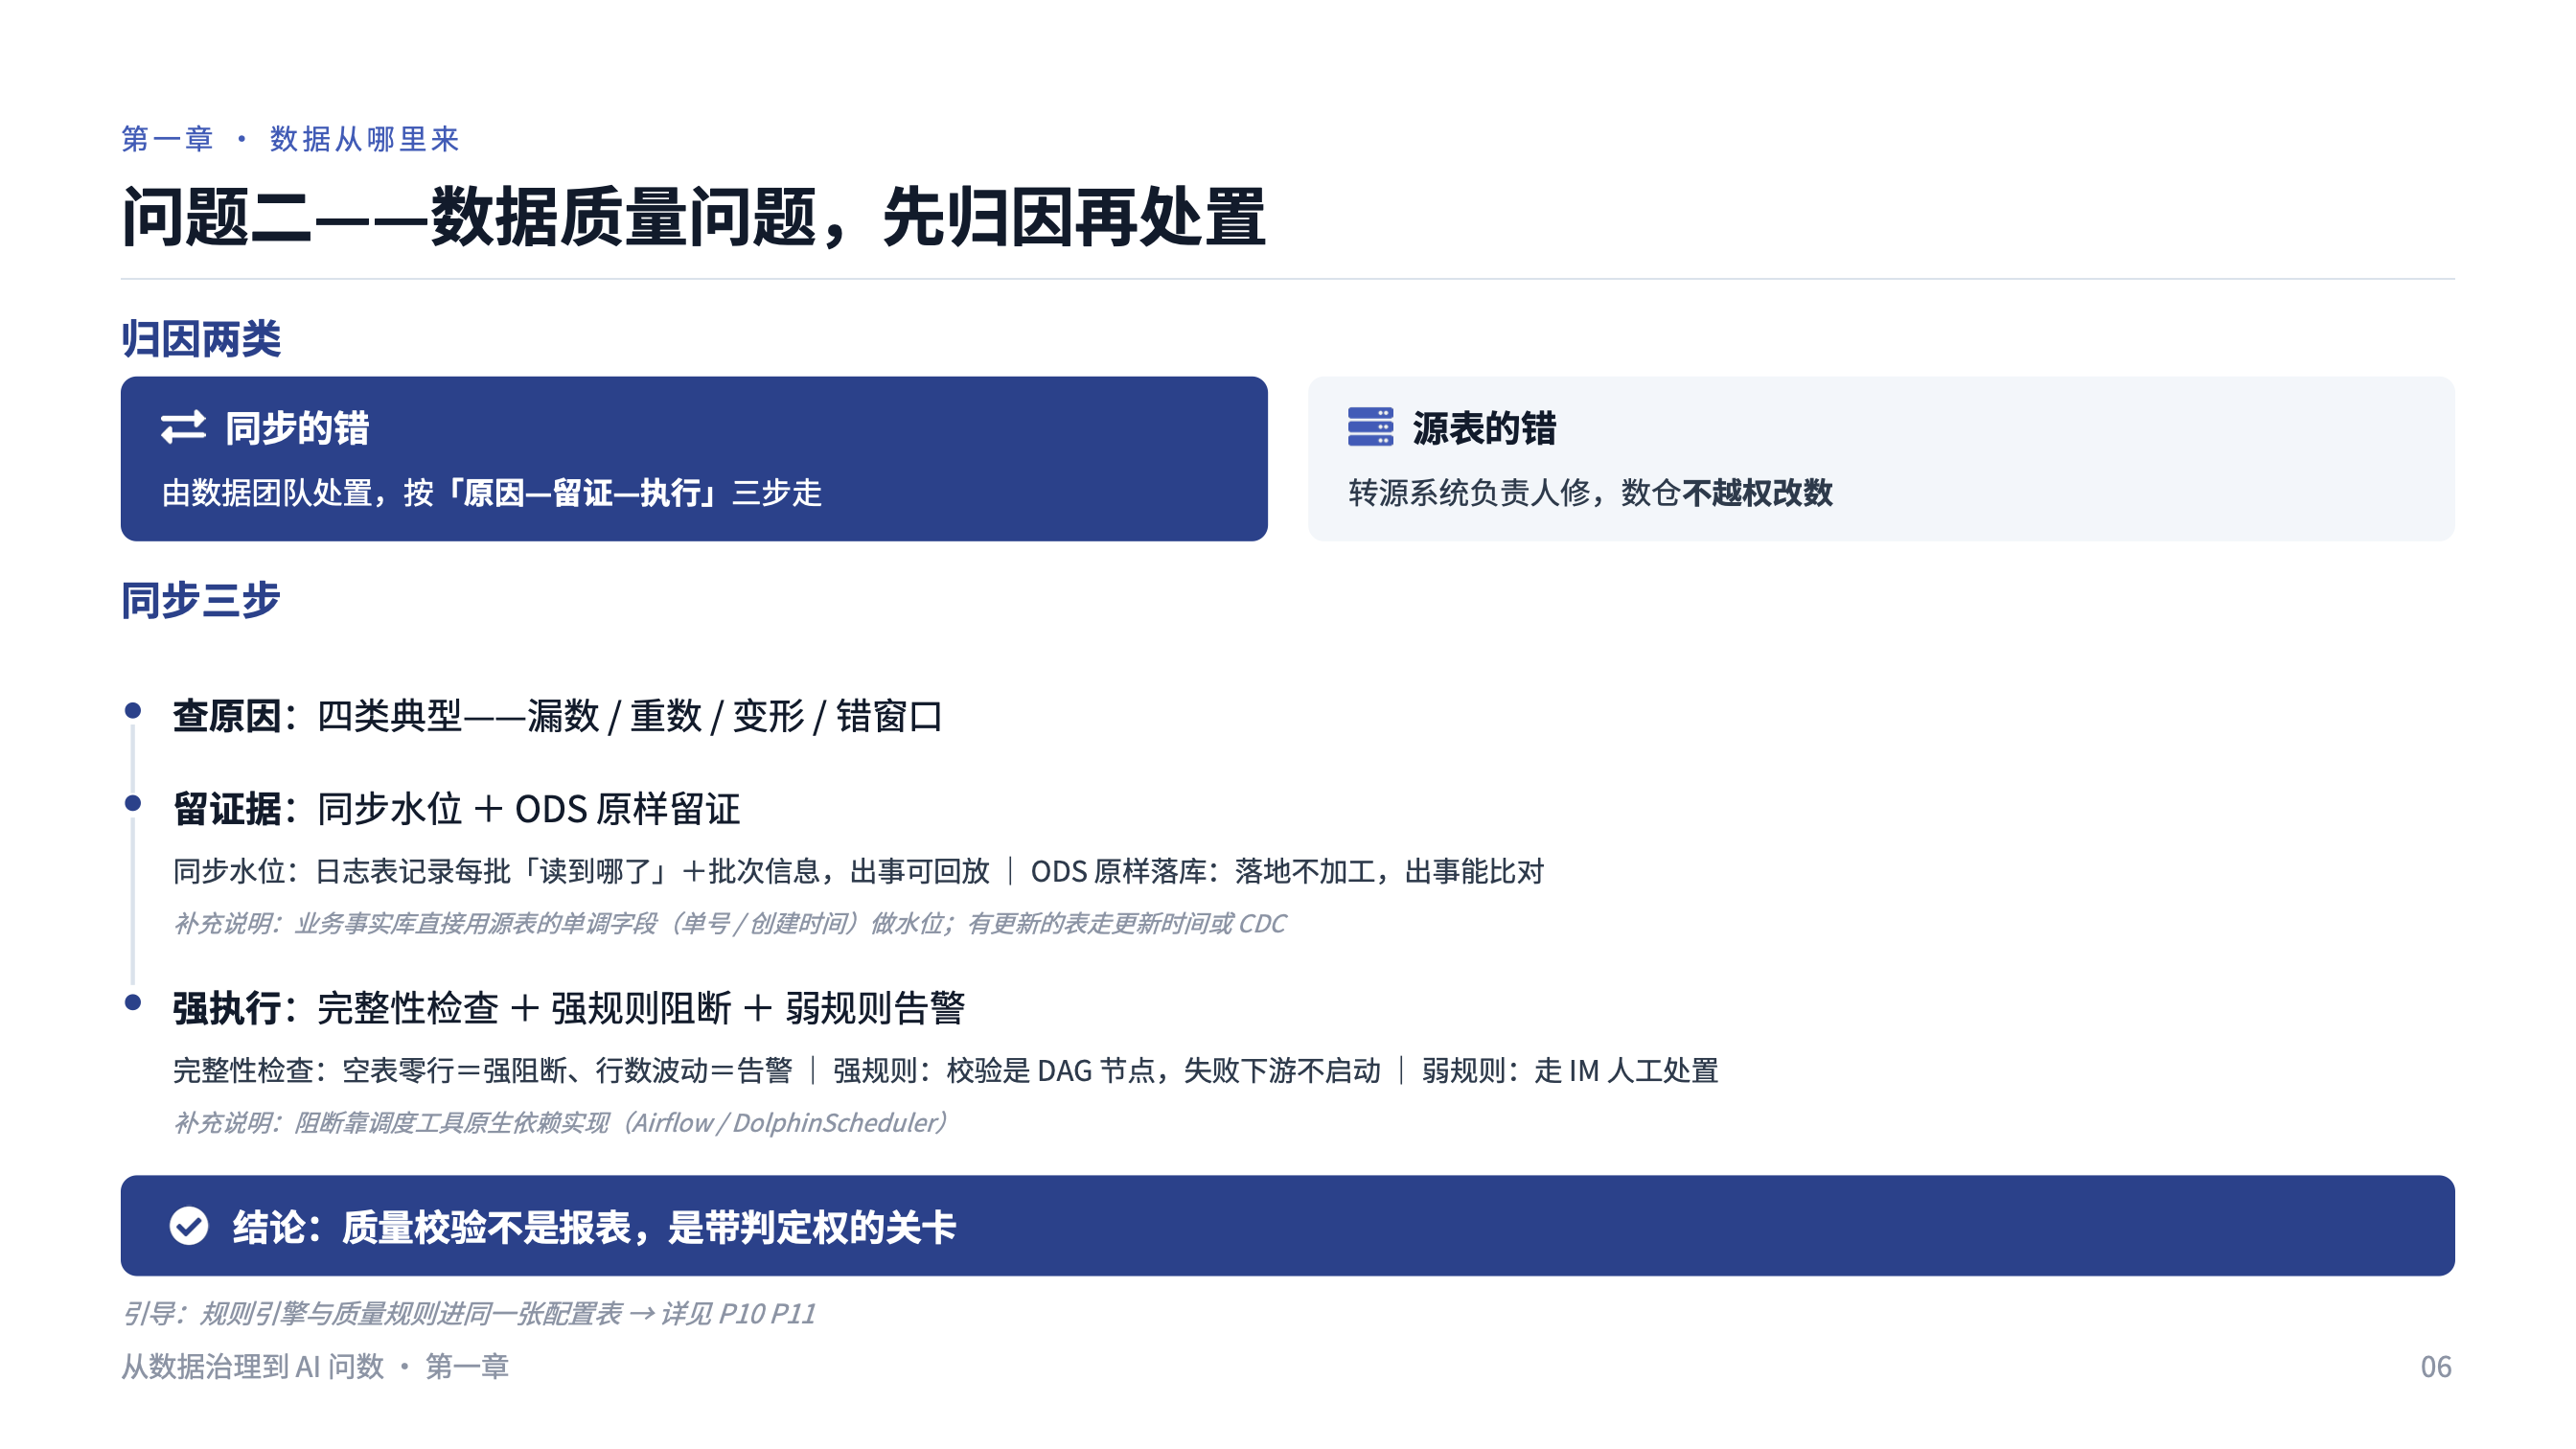 第一章 · 数据从哪里来
问题二——数据质量问题，先归因再处置
归因两类
同步的错
由数据团队处置，按「原因—留证—执行」三步走
源表的错
转源系统负责人修，数仓不越权改数
同步三步
查原因：四类典型——漏数 / 重数 / 变形 / 错窗口
留证据：同步水位 ＋ ODS 原样留证
同步水位：日志表记录每批「读到哪了」＋批次信息，出事可回放｜ODS 原样落库：落地不加工，出事能比对
补充说明：业务事实库直接用源表的单调字段（单号 / 创建时间）做水位；有更新的表走更新时间或 CDC
强执行：完整性检查 ＋ 强规则阻断 ＋ 弱规则告警
完整性检查：空表零行＝强阻断、行数波动＝告警｜强规则：校验是 DAG 节点，失败下游不启动｜弱规则：走 IM 人工处置
补充说明：阻断靠调度工具原生依赖实现（Airflow / DolphinScheduler）
结论：质量校验不是报表，是带判定权的关卡
引导：规则引擎与质量规则进同一张配置表 → 详见 P10 P11
从数据治理到 AI 问数 · 第一章
06